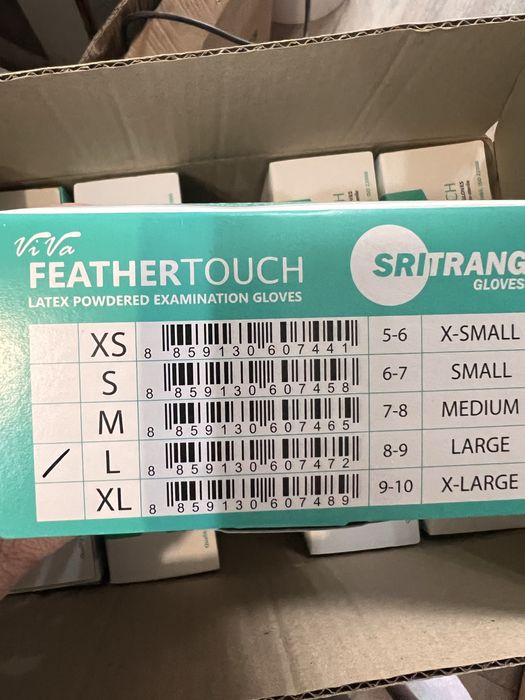 ViVa
FEATHERTOUCH
LATEX POWDERED EXAMINATION GLOVES
SRITRANG
GLOVES
XS 8 859130 607441 5-6 X-SMALL
S 8 859130 607458 6-7 SMALL
M 8 859130 607465 7-8 MEDIUM
L 8 859130 607472 8-9 LARGE
XL 8 859130 607489 9-10 X-LARGE